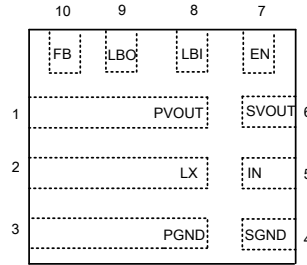 10 9 8 7
FB LBO LBI EN
1 PVOUT SVOUT 6
2 LX IN 5
3 PGND SGND 4